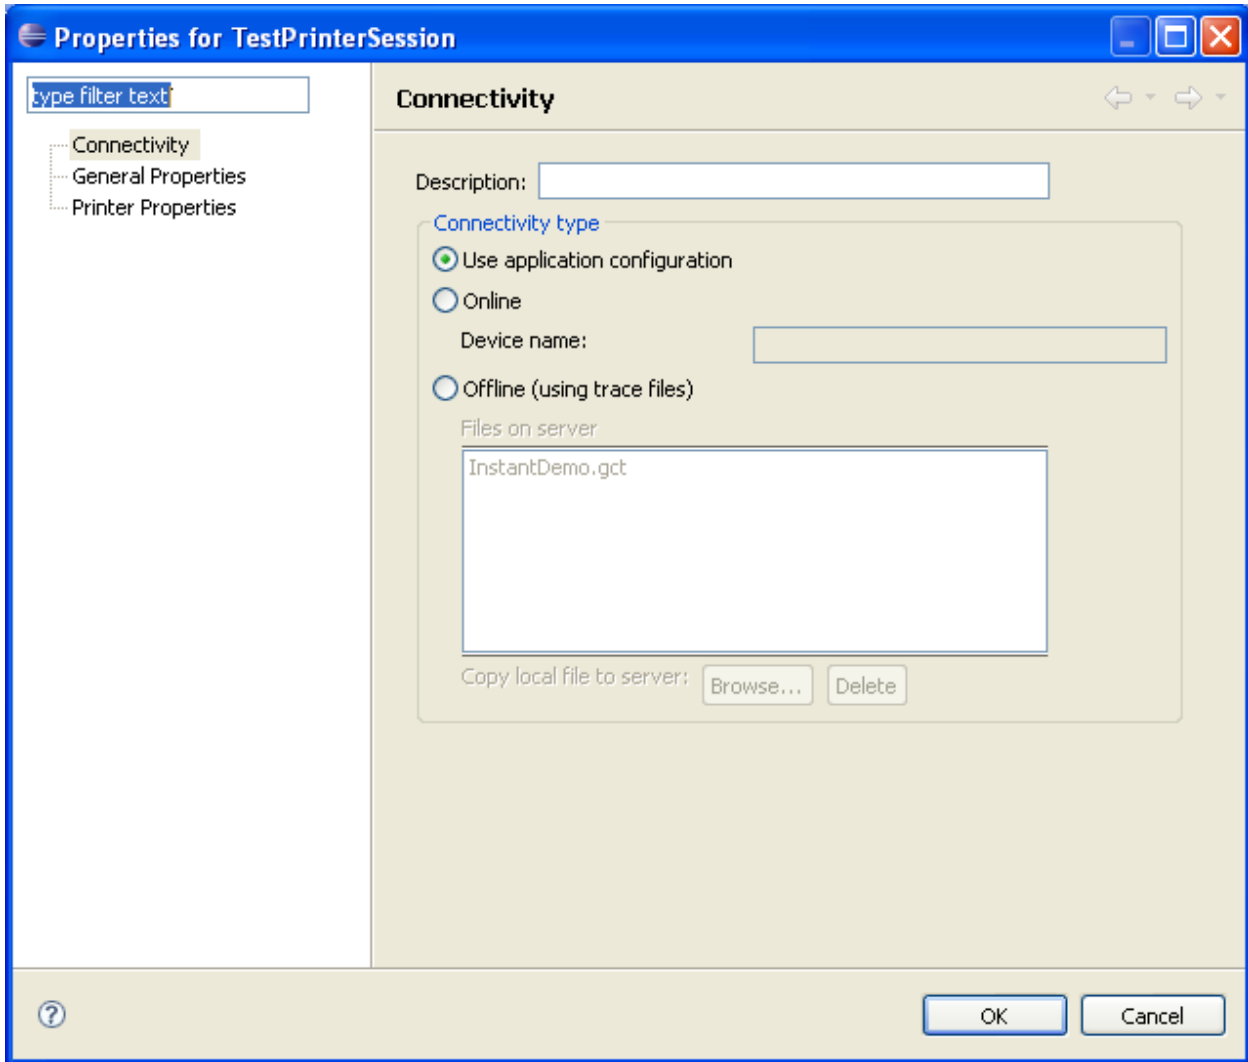 Properties for TestPrinterSession
type filter text
Connectivity
General Properties
Printer Properties
Connectivity
Description:
Connectivity type
Use application configuration
Online
Device name:
Offline (using trace files)
Files on server
InstantDemo.gct
Copy local file to server: Browse... Delete
? OK Cancel